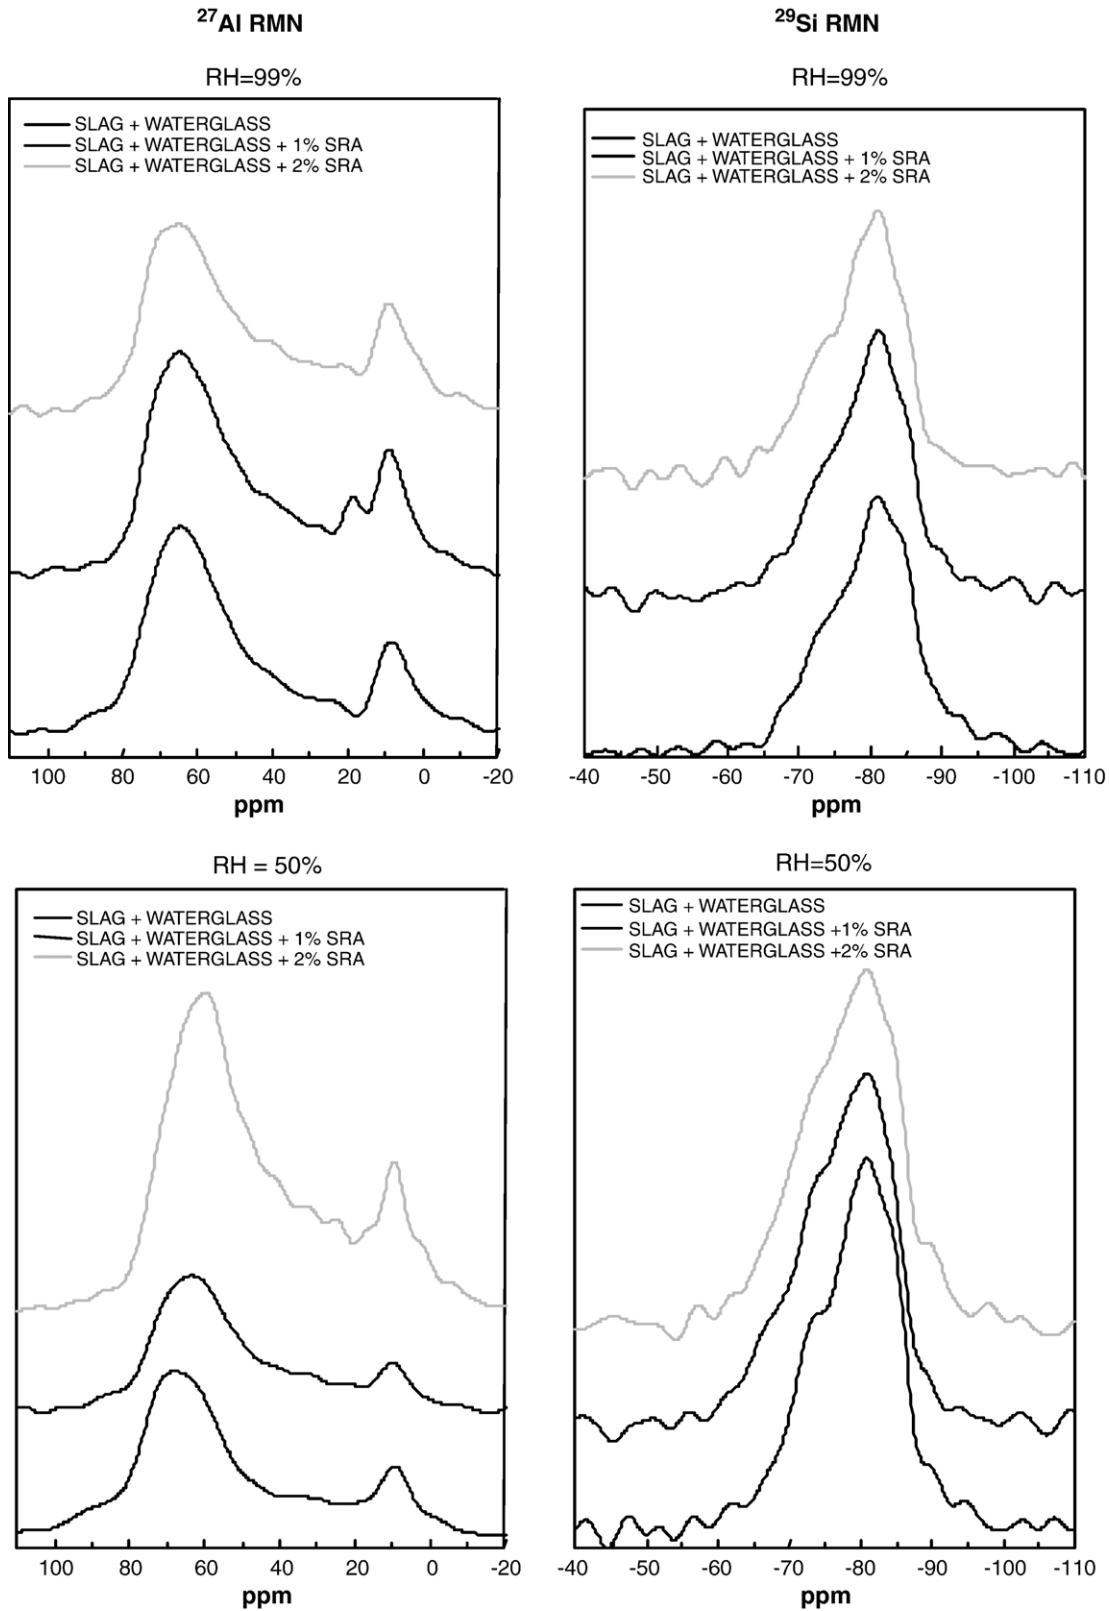 27Al RMN
29Si RMN
RH=99%
SLAG + WATERGLASS
SLAG + WATERGLASS + 1% SRA
SLAG + WATERGLASS + 2% SRA
100 80 60 40 20 0 -20
ppm
RH=99%
SLAG + WATERGLASS
SLAG + WATERGLASS + 1% SRA
SLAG + WATERGLASS + 2% SRA
-40 -50 -60 -70 -80 -90 -100 -110
ppm
RH = 50%
SLAG + WATERGLASS
SLAG + WATERGLASS + 1% SRA
SLAG + WATERGLASS + 2% SRA
100 80 60 40 20 0 -20
ppm
RH=50%
SLAG + WATERGLASS
SLAG + WATERGLASS +1% SRA
SLAG + WATERGLASS +2% SRA
-40 -50 -60 -70 -80 -90 -100 -110
ppm